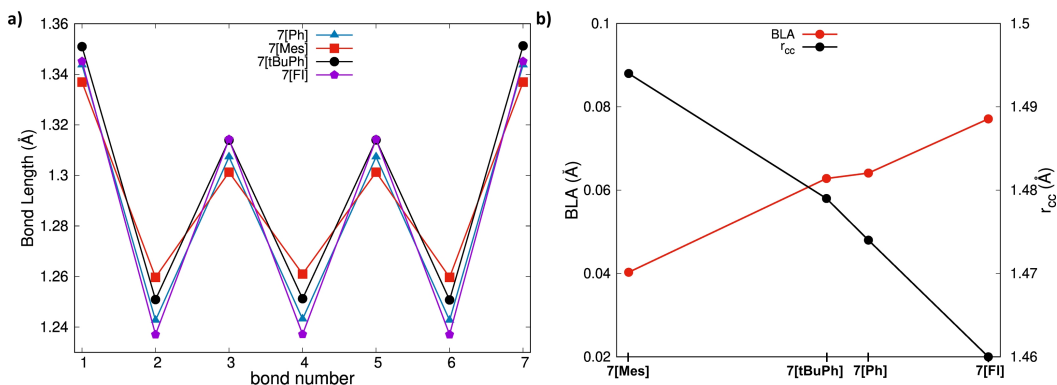 a)
1.36
1.34
1.32
1.3
1.28
1.26
1.24
Bond Length (Å)
7[Ph]
7[Mes]
7[tBuPh]
7[Fl]
1
2
3
4
5
6
7
bond number
b)
0.1
0.08
0.06
0.04
0.02
BLA (Å)
BLA
rcc
1.5
1.49
1.48
1.47
1.46
rcc (Å)
7[Mes]
7[tBuPh]
7[Ph]
7[Fl]